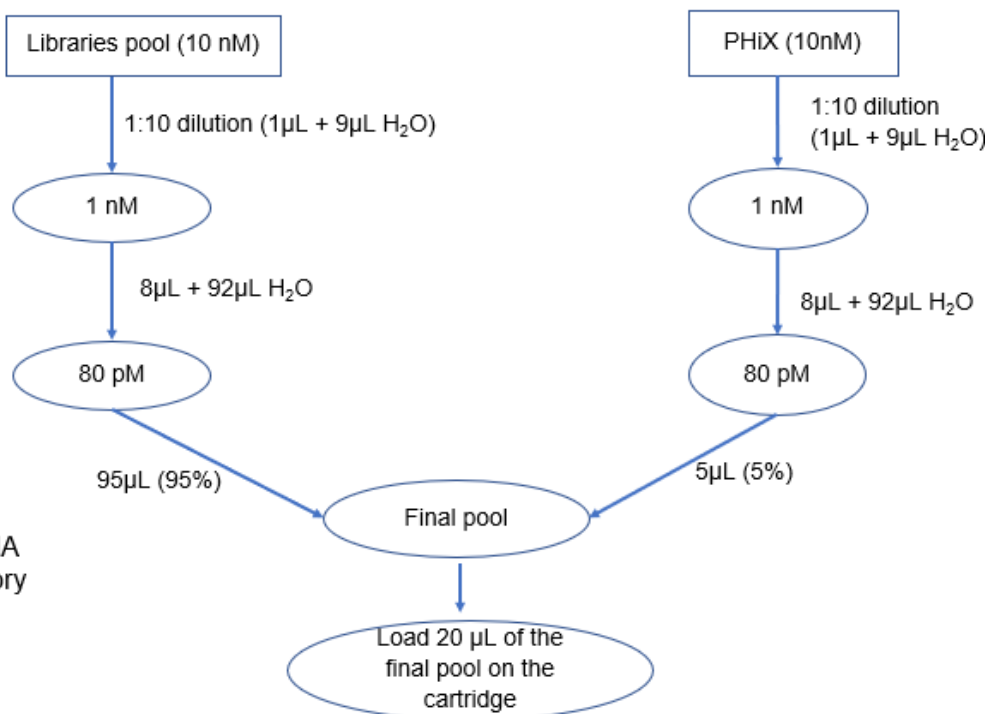 Libraries pool (10 nM)
PHiX (10nM)
1:10 dilution (1µL + 9µL H₂O)
1:10 dilution
(1µL + 9µL H₂O)
1 nM
1 nM
8µL + 92µL H₂O
8µL + 92µL H₂O
80 pM
80 pM
95µL (95%)
5µL (5%)
Final pool
Load 20 µL of the
final pool on the
cartridge